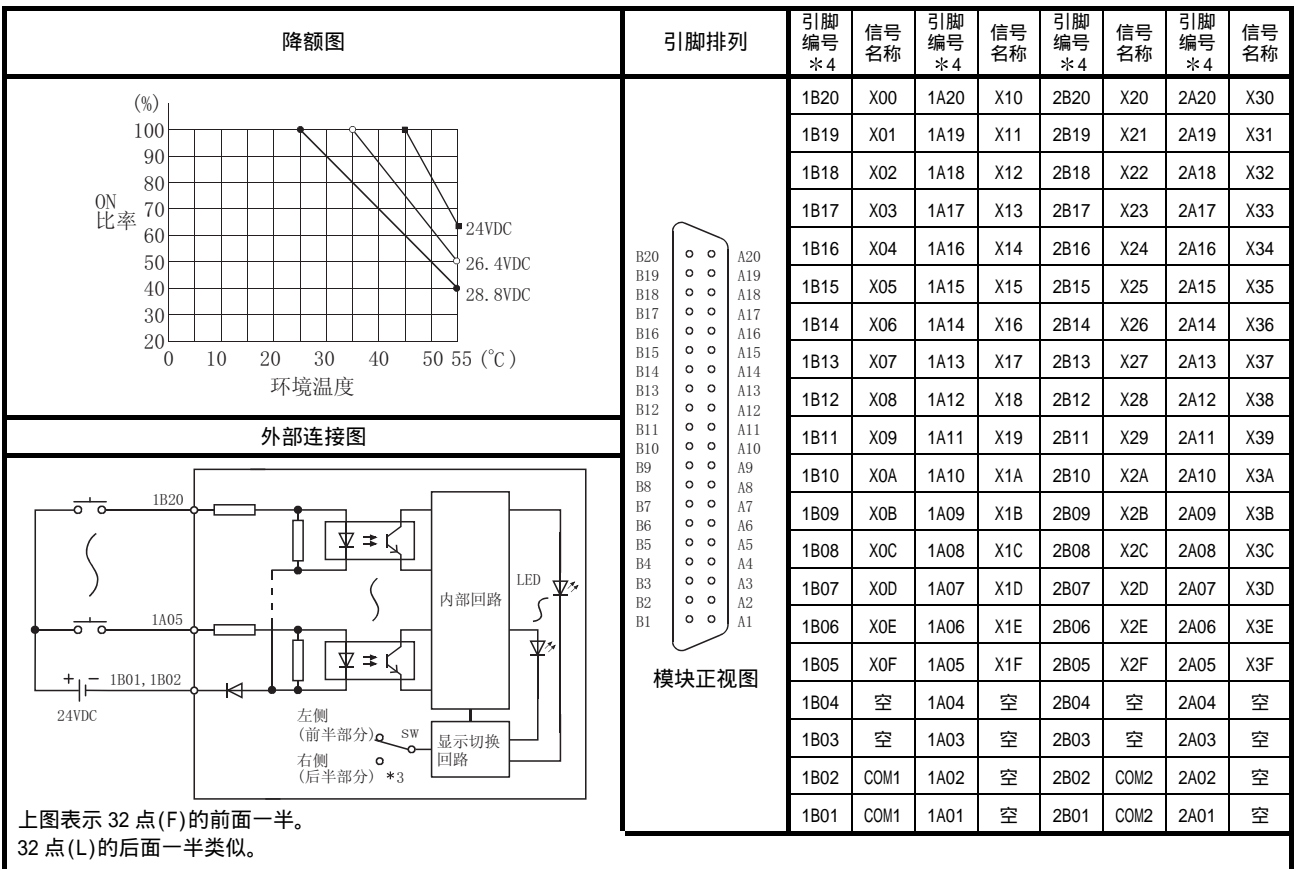 降额图
(%)
100
90
80
70
60
50
40
30
20
ON
比率
24VDC
26.4VDC
28.8VDC
0 10 20 30 40 50 55 (℃)
环境温度
外部连接图
1B20
1A05
1B01,1B02
+ −
24VDC
内部回路
LED
左侧
(前半部分)
SW
右侧
(后半部分) *3
显示切换
回路
上图表示 32 点(F)的前面一半。
32 点(L)的后面一半类似。
引脚排列
B20 A20
B19 A19
B18 A18
B17 A17
B16 A16
B15 A15
B14 A14
B13 A13
B12 A12
B11 A11
B10 A10
B9 A9
B8 A8
B7 A7
B6 A6
B5 A5
B4 A4
B3 A3
B2 A2
B1 A1
模块正视图
引脚编号*4 信号名称 引脚编号*4 信号名称 引脚编号*4 信号名称 引脚编号*4 信号名称
1B20 X00 1A20 X10 2B20 X20 2A20 X30
1B19 X01 1A19 X11 2B19 X21 2A19 X31
1B18 X02 1A18 X12 2B18 X22 2A18 X32
1B17 X03 1A17 X13 2B17 X23 2A17 X33
1B16 X04 1A16 X14 2B16 X24 2A16 X34
1B15 X05 1A15 X15 2B15 X25 2A15 X35
1B14 X06 1A14 X16 2B14 X26 2A14 X36
1B13 X07 1A13 X17 2B13 X27 2A13 X37
1B12 X08 1A12 X18 2B12 X28 2A12 X38
1B11 X09 1A11 X19 2B11 X29 2A11 X39
1B10 X0A 1A10 X1A 2B10 X2A 2A10 X3A
1B09 X0B 1A09 X1B 2B09 X2B 2A09 X3B
1B08 X0C 1A08 X1C 2B08 X2C 2A08 X3C
1B07 X0D 1A07 X1D 2B07 X2D 2A07 X3D
1B06 X0E 1A06 X1E 2B06 X2E 2A06 X3E
1B05 X0F 1A05 X1F 2B05 X2F 2A05 X3F
1B04 空 1A04 空 2B04 空 2A04 空
1B03 空 1A03 空 2B03 空 2A03 空
1B02 COM1 1A02 空 2B02 COM2 2A02 空
1B01 COM1 1A01 空 2B01 COM2 2A01 空